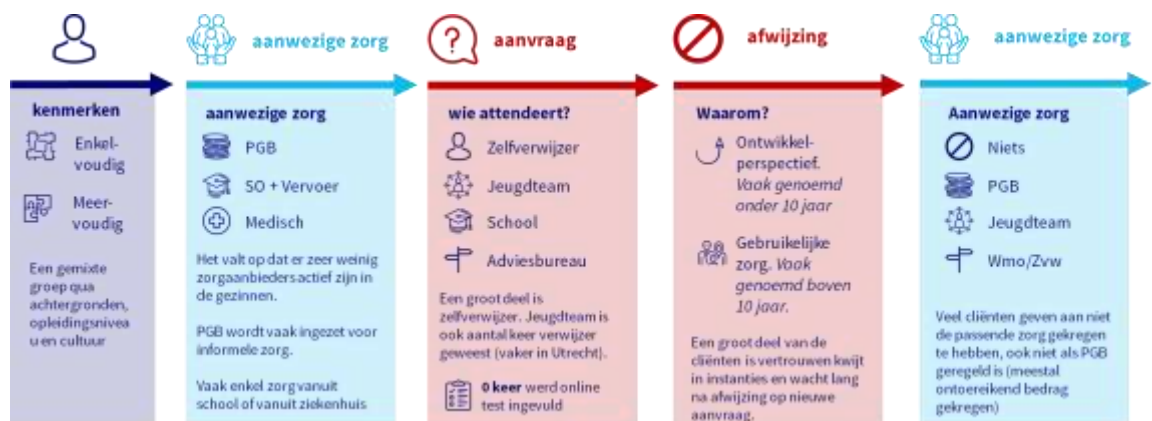 aanwezige zorg
aanvraag
afwijzing
aanwezige zorg
kenmerken
Enkel-
voudig
Meer-
voudig
Een gemixte
groep qua
achtergronden,
opleidingsnivea
u en cultuur
aanwezige zorg
PGB
SO + Vervoer
Medisch
Het valt op dat er zeer weinig
zorgaanbieders actief zijn in
de gezinnen.
PGB wordt vaak ingezet voor
informele zorg.
Vaak enkel zorg vanuit
school of vanuit ziekenhuis
wie attendeert?
Zelfverwijzer
Jeugdteam
School
Adviesbureau
Een groot deel is
zelfverwijzer. Jeugdteam is
ook aantal keer verwijzer
geweest (vaker in Utrecht).
0 keer werd online
test ingevuld
Waarom?
Ontwikkel-
perspectief.
Vaak genoemd
onder 10 jaar
Gebruikelijke
zorg. Vaak
genoemd boven
10 jaar.
Een groot deel van de
cliënten is vertrouwen kwijt
in instanties en wacht lang
na afwijzing op nieuwe
aanvraag.
Aanwezige zorg
Niets
PGB
Jeugdteam
Wmo/Zvw
Veel cliënten geven aan niet
de passende zorg gekregen
te hebben, ook niet als PGB
geregeld is (meestal
ontoereikend bedrag
gekregen)